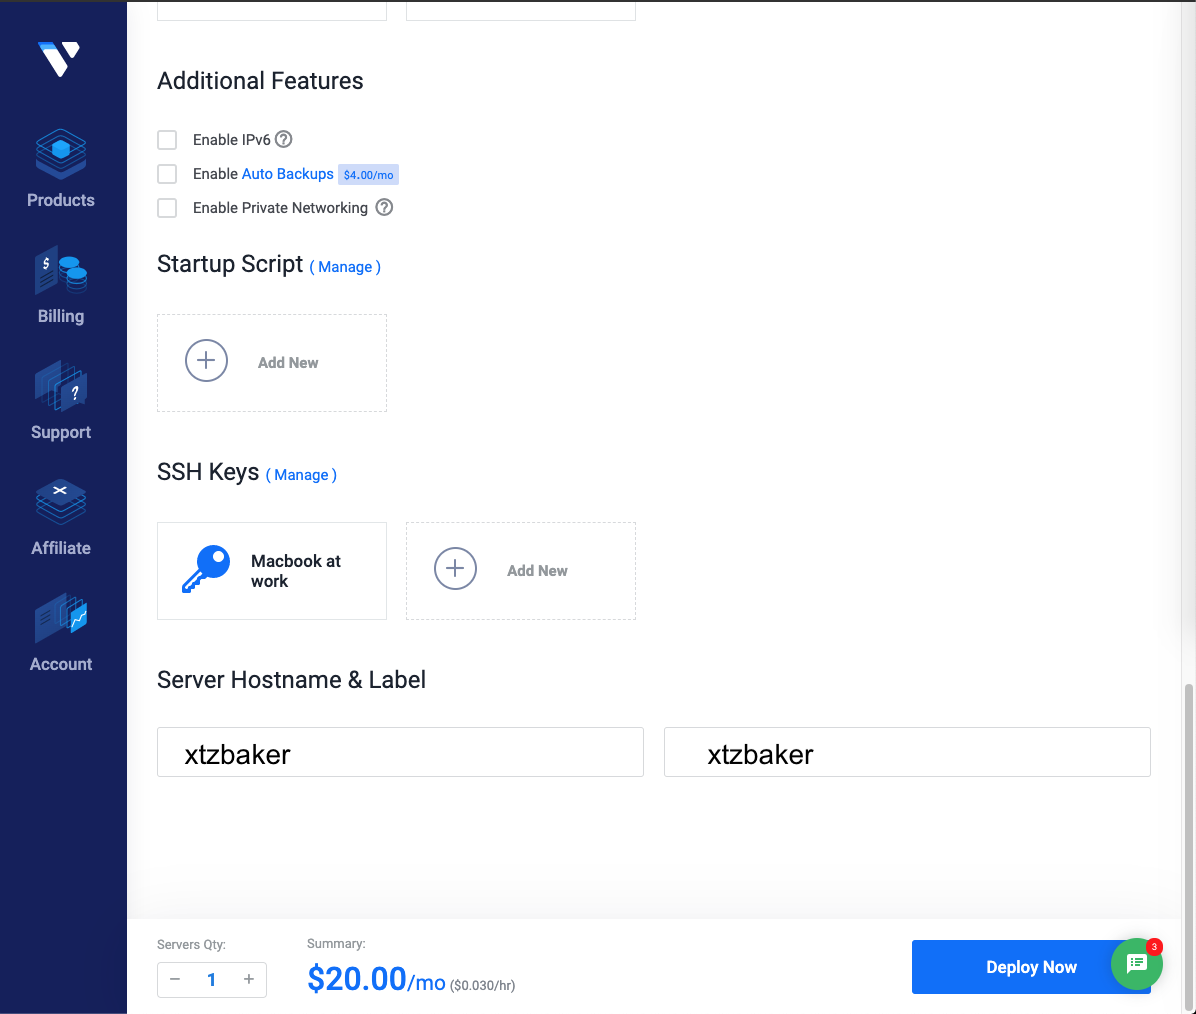 Products
Billing
$
Support
?
Affiliate
Account
Additional Features
Enable IPv6 ?
Enable Auto Backups $4.00/mo
Enable Private Networking ?
Startup Script ( Manage )
Add New
SSH Keys ( Manage )
Macbook at
work
Add New
Server Hostname & Label
xtzbaker
xtzbaker
Servers Qty:
− 1 +
Summary:
$20.00/mo ($0.030/hr)
Deploy Now
3